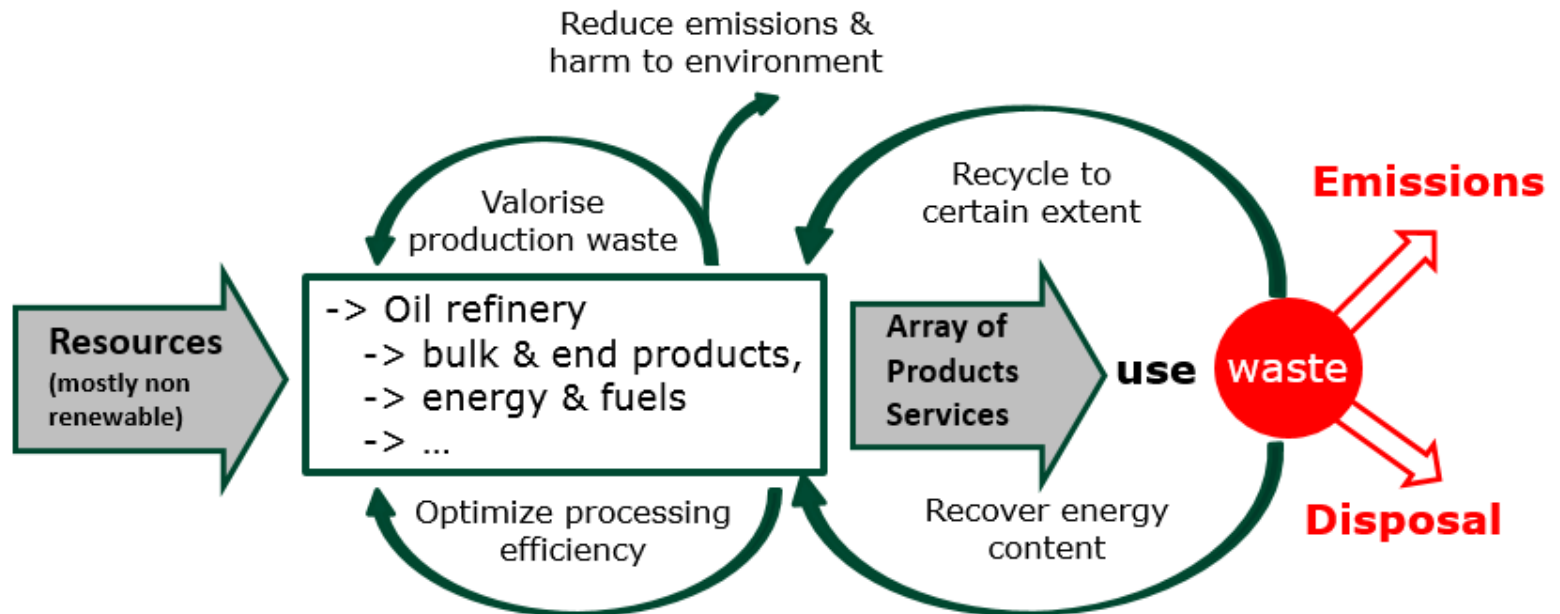 Reduce emissions &
harm to environment
Valorise
production waste
Recycle to
certain extent
Emissions
Resources
(mostly non
renewable)
-> Oil refinery
-> bulk & end products,
-> energy & fuels
-> ...
Array of
Products
Services
use
waste
Optimize processing
efficiency
Recover energy
content
Disposal